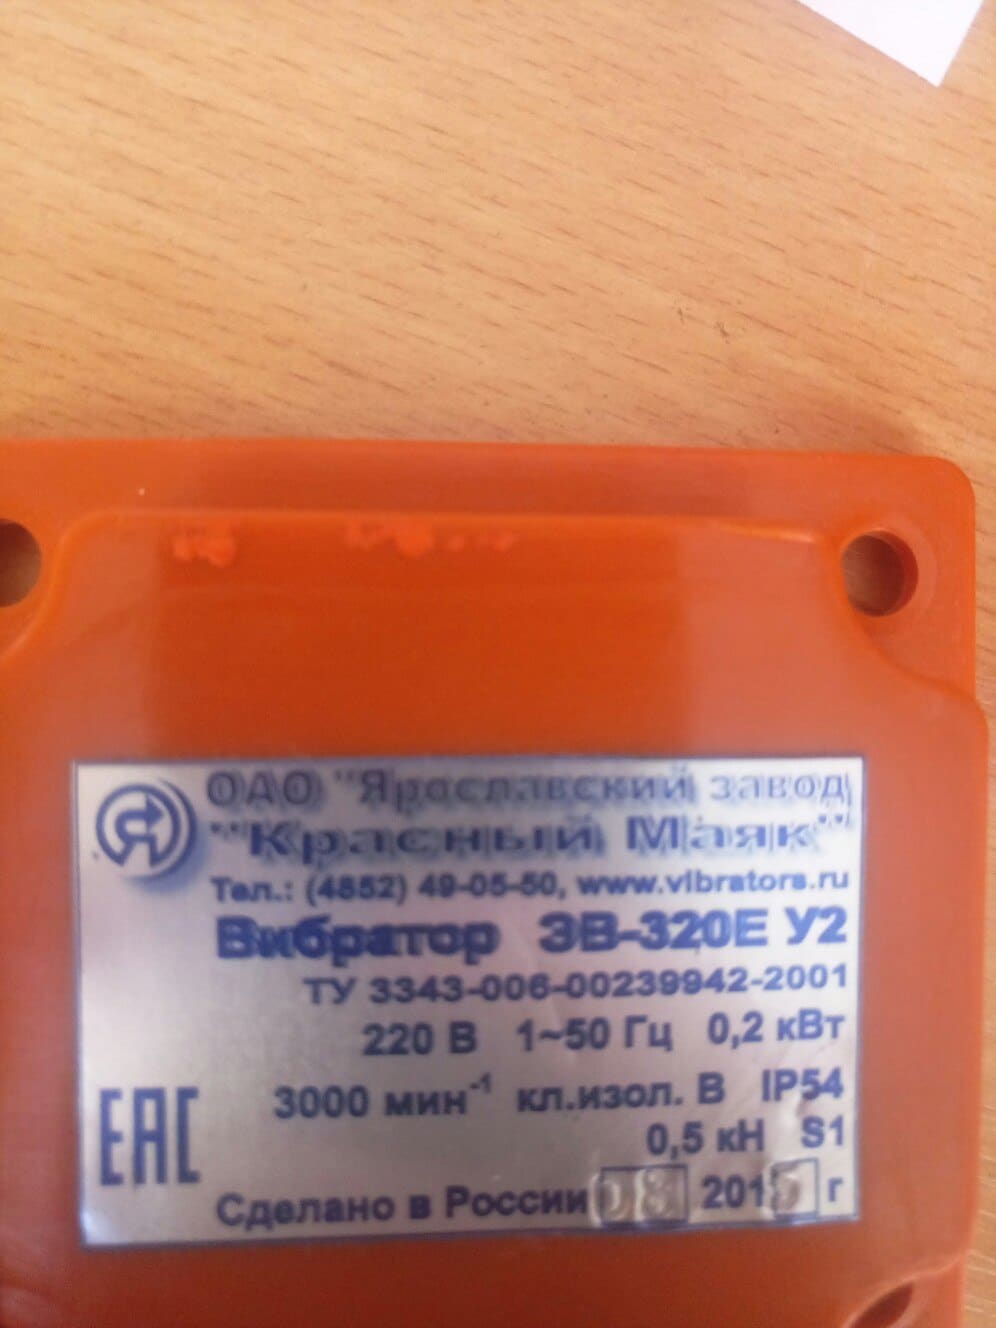 ОАО "Ярославский завод
"Красный Маяк"
Тел.: (4852) 49-05-50, www.vibrators.ru
Вибратор ЭВ-320Е У2
ТУ 3343-006-00239942-2001
220 В 1~50 Гц 0,2 кВт
3000 мин⁻¹ кл.изол. В IP54
0,5 кН S1
ЕАС
Сделано в России 08 2015 г